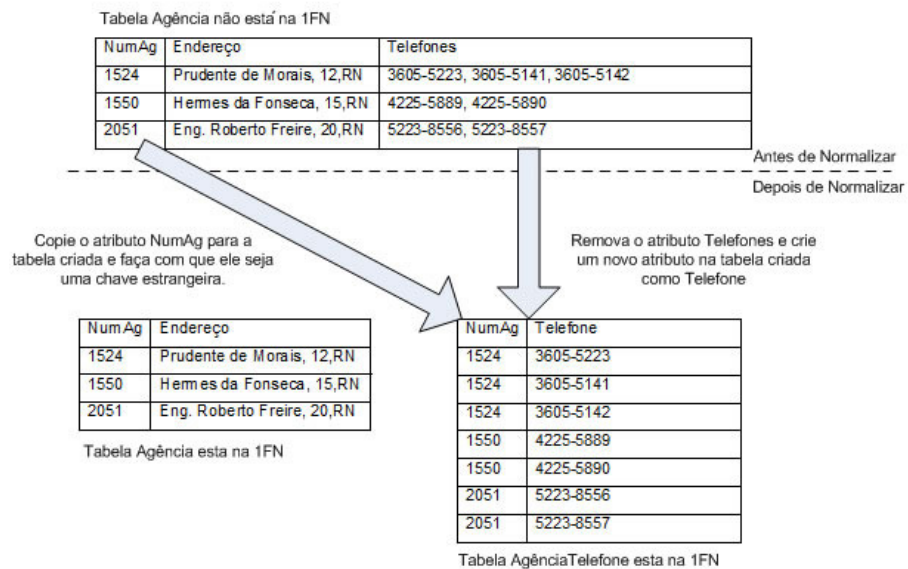 Tabela Agência não está na 1FN
NumAg Endereço Telefones
1524 Prudente de Morais, 12,RN 3605-5223, 3605-5141, 3605-5142
1550 Hermes da Fonseca, 15,RN 4225-5889, 4225-5890
2051 Eng. Roberto Freire, 20,RN 5223-8556, 5223-8557
Antes de Normalizar
Depois de Normalizar
Copie o atributo NumAg para a
tabela criada e faça com que ele seja
uma chave estrangeira.
Remova o atributo Telefones e crie
um novo atributo na tabela criada
como Telefone
NumAg Endereço
1524 Prudente de Morais, 12,RN
1550 Hermes da Fonseca, 15,RN
2051 Eng. Roberto Freire, 20,RN
Tabela Agência esta na 1FN
NumAg Telefone
1524 3605-5223
1524 3605-5141
1524 3605-5142
1550 4225-5889
1550 4225-5890
2051 5223-8556
2051 5223-8557
Tabela AgênciaTelefone esta na 1FN